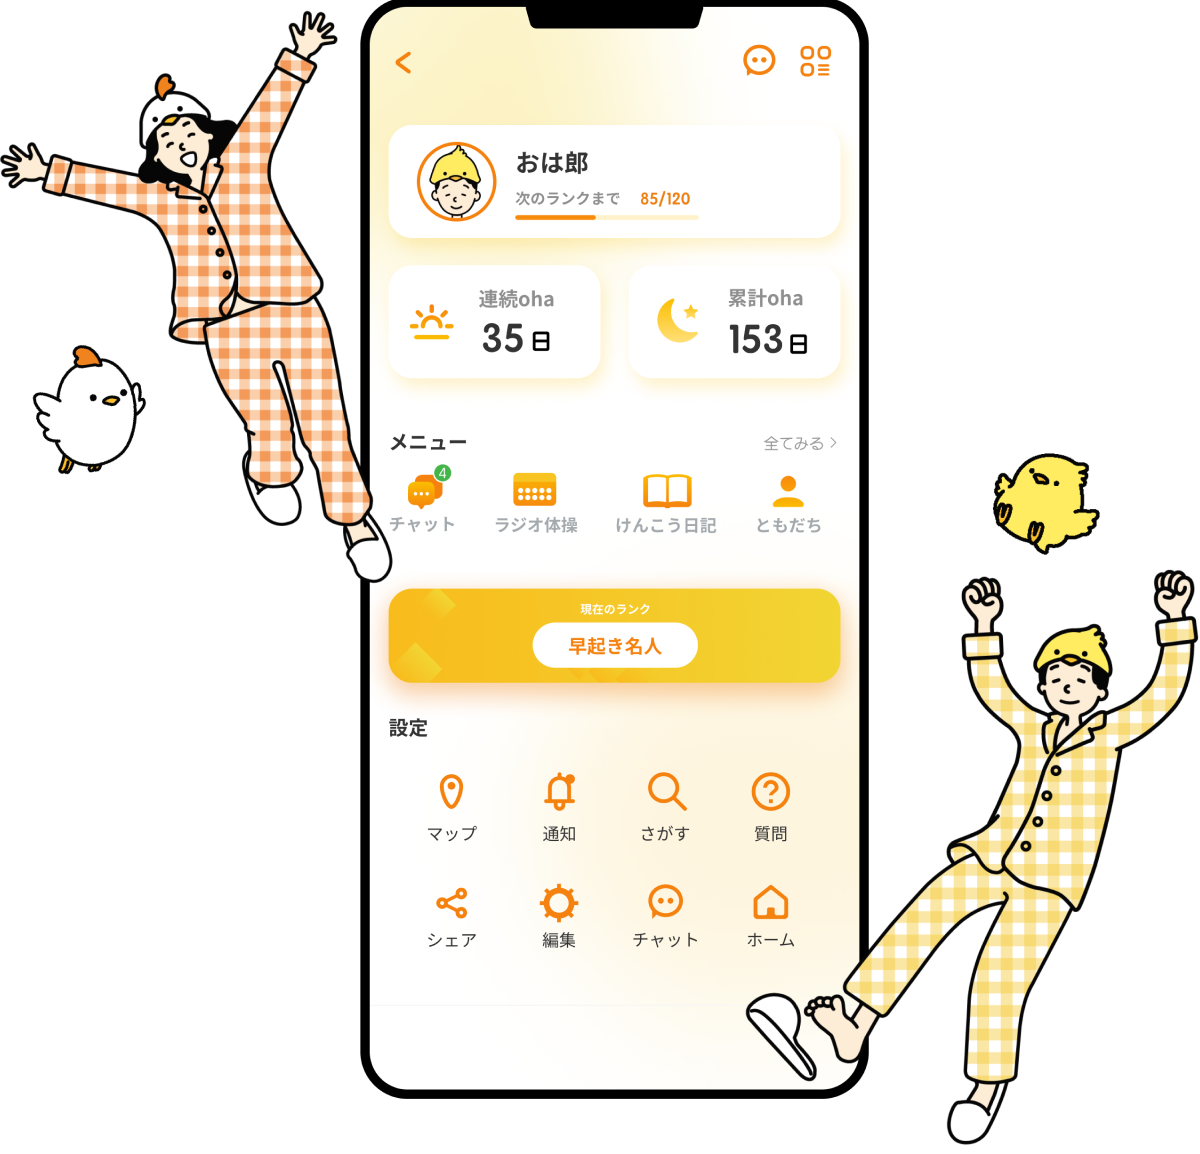 おは郎
次のランクまで 85/120
連続oha
35日
累計oha
153日
メニュー
全てみる
4
チャット
ラジオ体操
けんこう日記
ともだち
現在のランク
早起き名人
設定
マップ
通知
さがす
質問
シェア
編集
チャット
ホーム